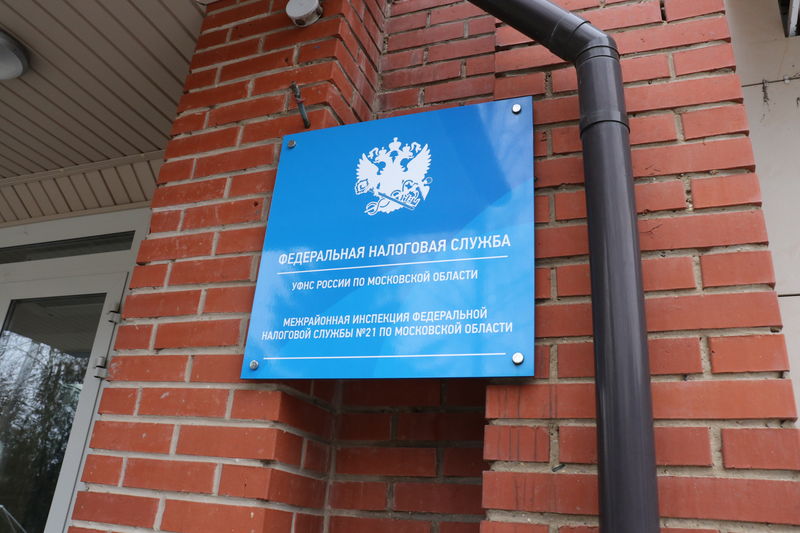 ФЕДЕРАЛЬНАЯ НАЛОГОВАЯ СЛУЖБА
УФНС РОССИИ ПО МОСКОВСКОЙ ОБЛАСТИ
МЕЖРАЙОННАЯ ИНСПЕКЦИЯ ФЕДЕРАЛЬНОЙ
НАЛОГОВОЙ СЛУЖБЫ №21 ПО МОСКОВСКОЙ ОБЛАСТИ